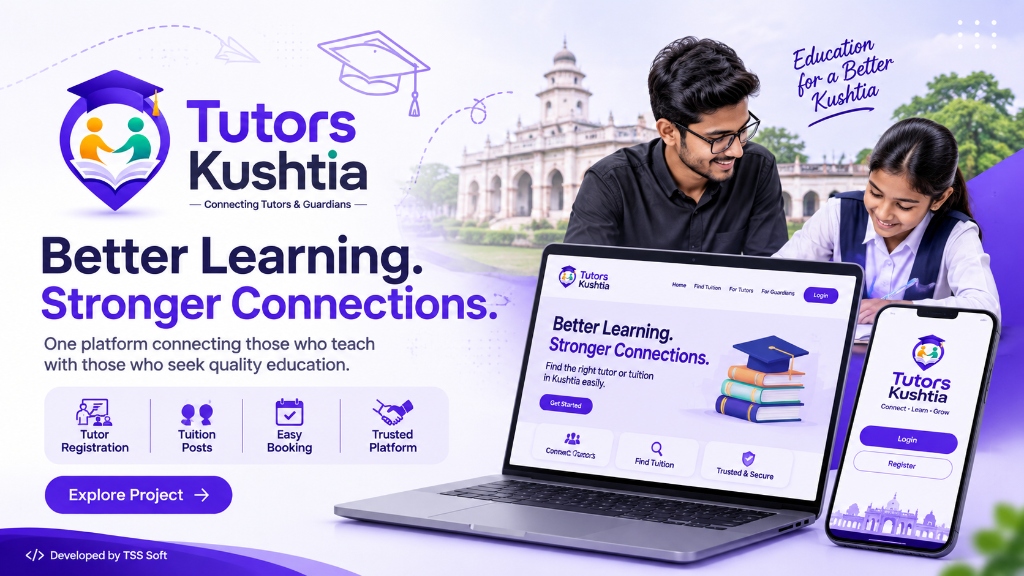 Tutors
Kushtia
Connecting Tutors & Guardians
Better Learning.
Stronger Connections.
One platform connecting those who teach
with those who seek quality education.
Tutor
Registration
Tuition
Posts
Easy
Booking
Trusted
Platform
Explore Project →
</> Developed by TSS Soft
Education
for a Better
Kushtia
Tutors
Kushtia
Home Find Tuition For Tutors For Guardians Login
Better Learning.
Stronger Connections.
Find the right tutor or tuition
in Kushtia easily.
Get Started
Find Tuition
Trusted & Secure
Tutors
Kushtia
Connect • Learn • Grow
Login
Register